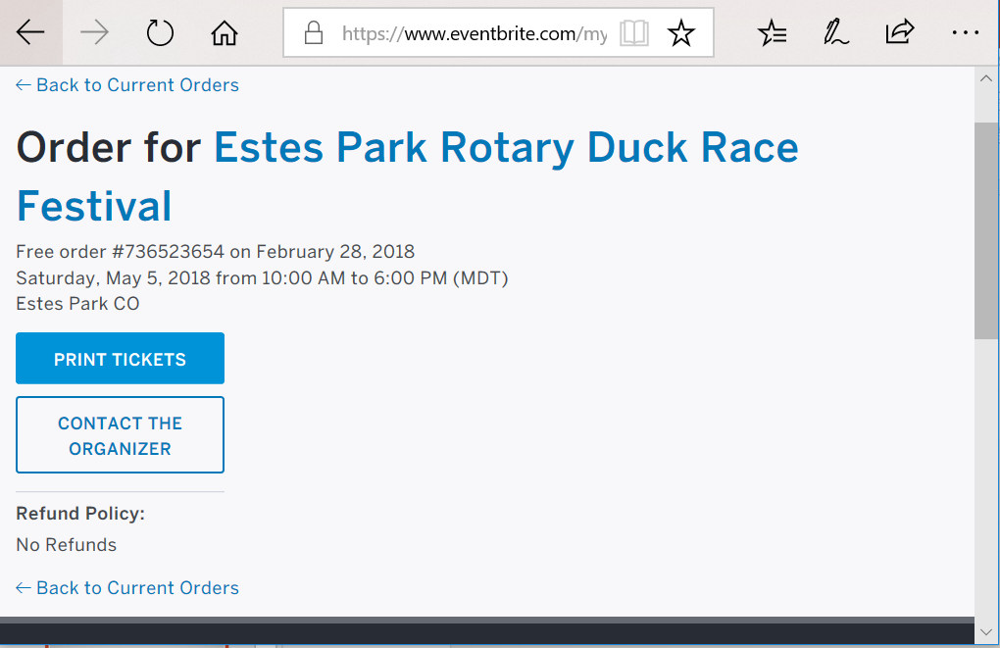 https://www.eventbrite.com/my
← Back to Current Orders
Order for Estes Park Rotary Duck Race
Festival
Free order #736523654 on February 28, 2018
Saturday, May 5, 2018 from 10:00 AM to 6:00 PM (MDT)
Estes Park CO
PRINT TICKETS
CONTACT THE
ORGANIZER
Refund Policy:
No Refunds
← Back to Current Orders